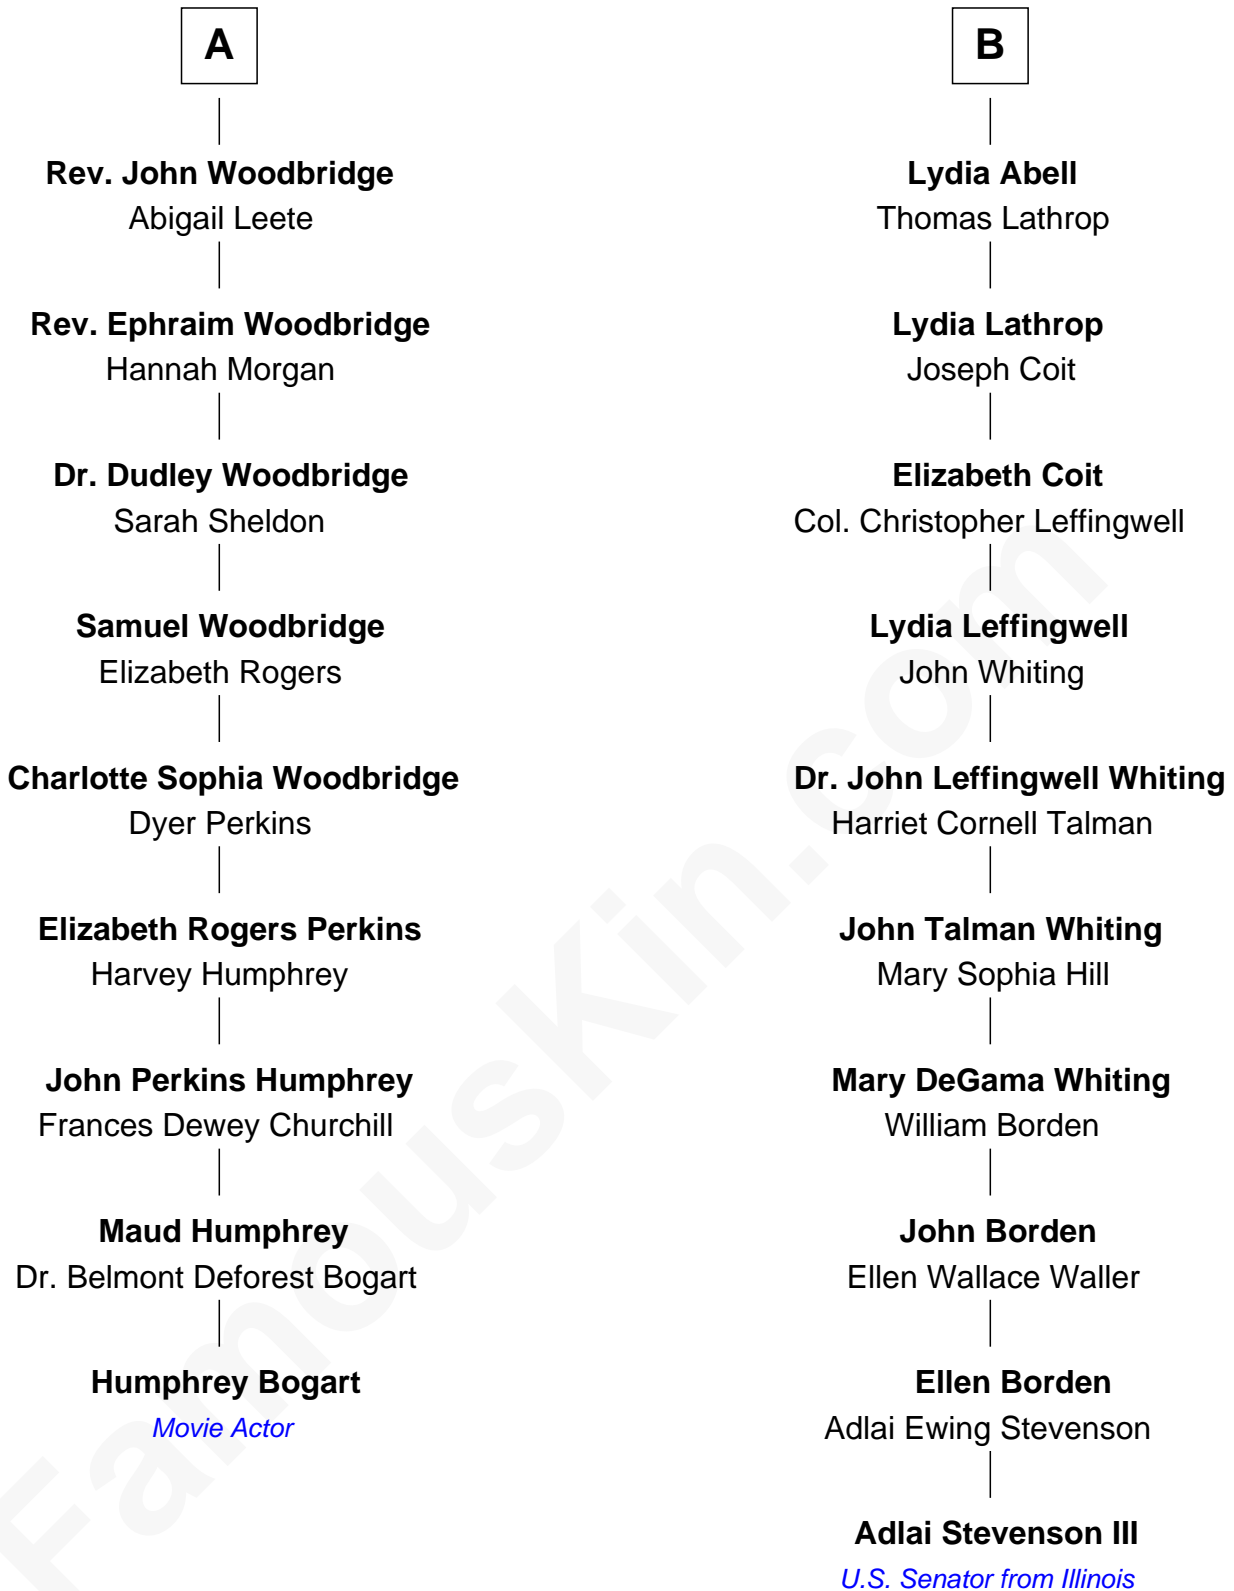 A
Rev. John Woodbridge
Abigail Leete
Rev. Ephraim Woodbridge
Hannah Morgan
Dr. Dudley Woodbridge
Sarah Sheldon
Samuel Woodbridge
Elizabeth Rogers
Charlotte Sophia Woodbridge
Dyer Perkins
Elizabeth Rogers Perkins
Harvey Humphrey
John Perkins Humphrey
Frances Dewey Churchill
Maud Humphrey
Dr. Belmont Deforest Bogart
Humphrey Bogart
Movie Actor
B
Lydia Abell
Thomas Lathrop
Lydia Lathrop
Joseph Coit
Elizabeth Coit
Col. Christopher Leffingwell
Lydia Leffingwell
John Whiting
Dr. John Leffingwell Whiting
Harriet Cornell Talman
John Talman Whiting
Mary Sophia Hill
Mary DeGama Whiting
William Borden
John Borden
Ellen Wallace Waller
Ellen Borden
Adlai Ewing Stevenson
Adlai Stevenson III
U.S. Senator from Illinois
FamousKin.com